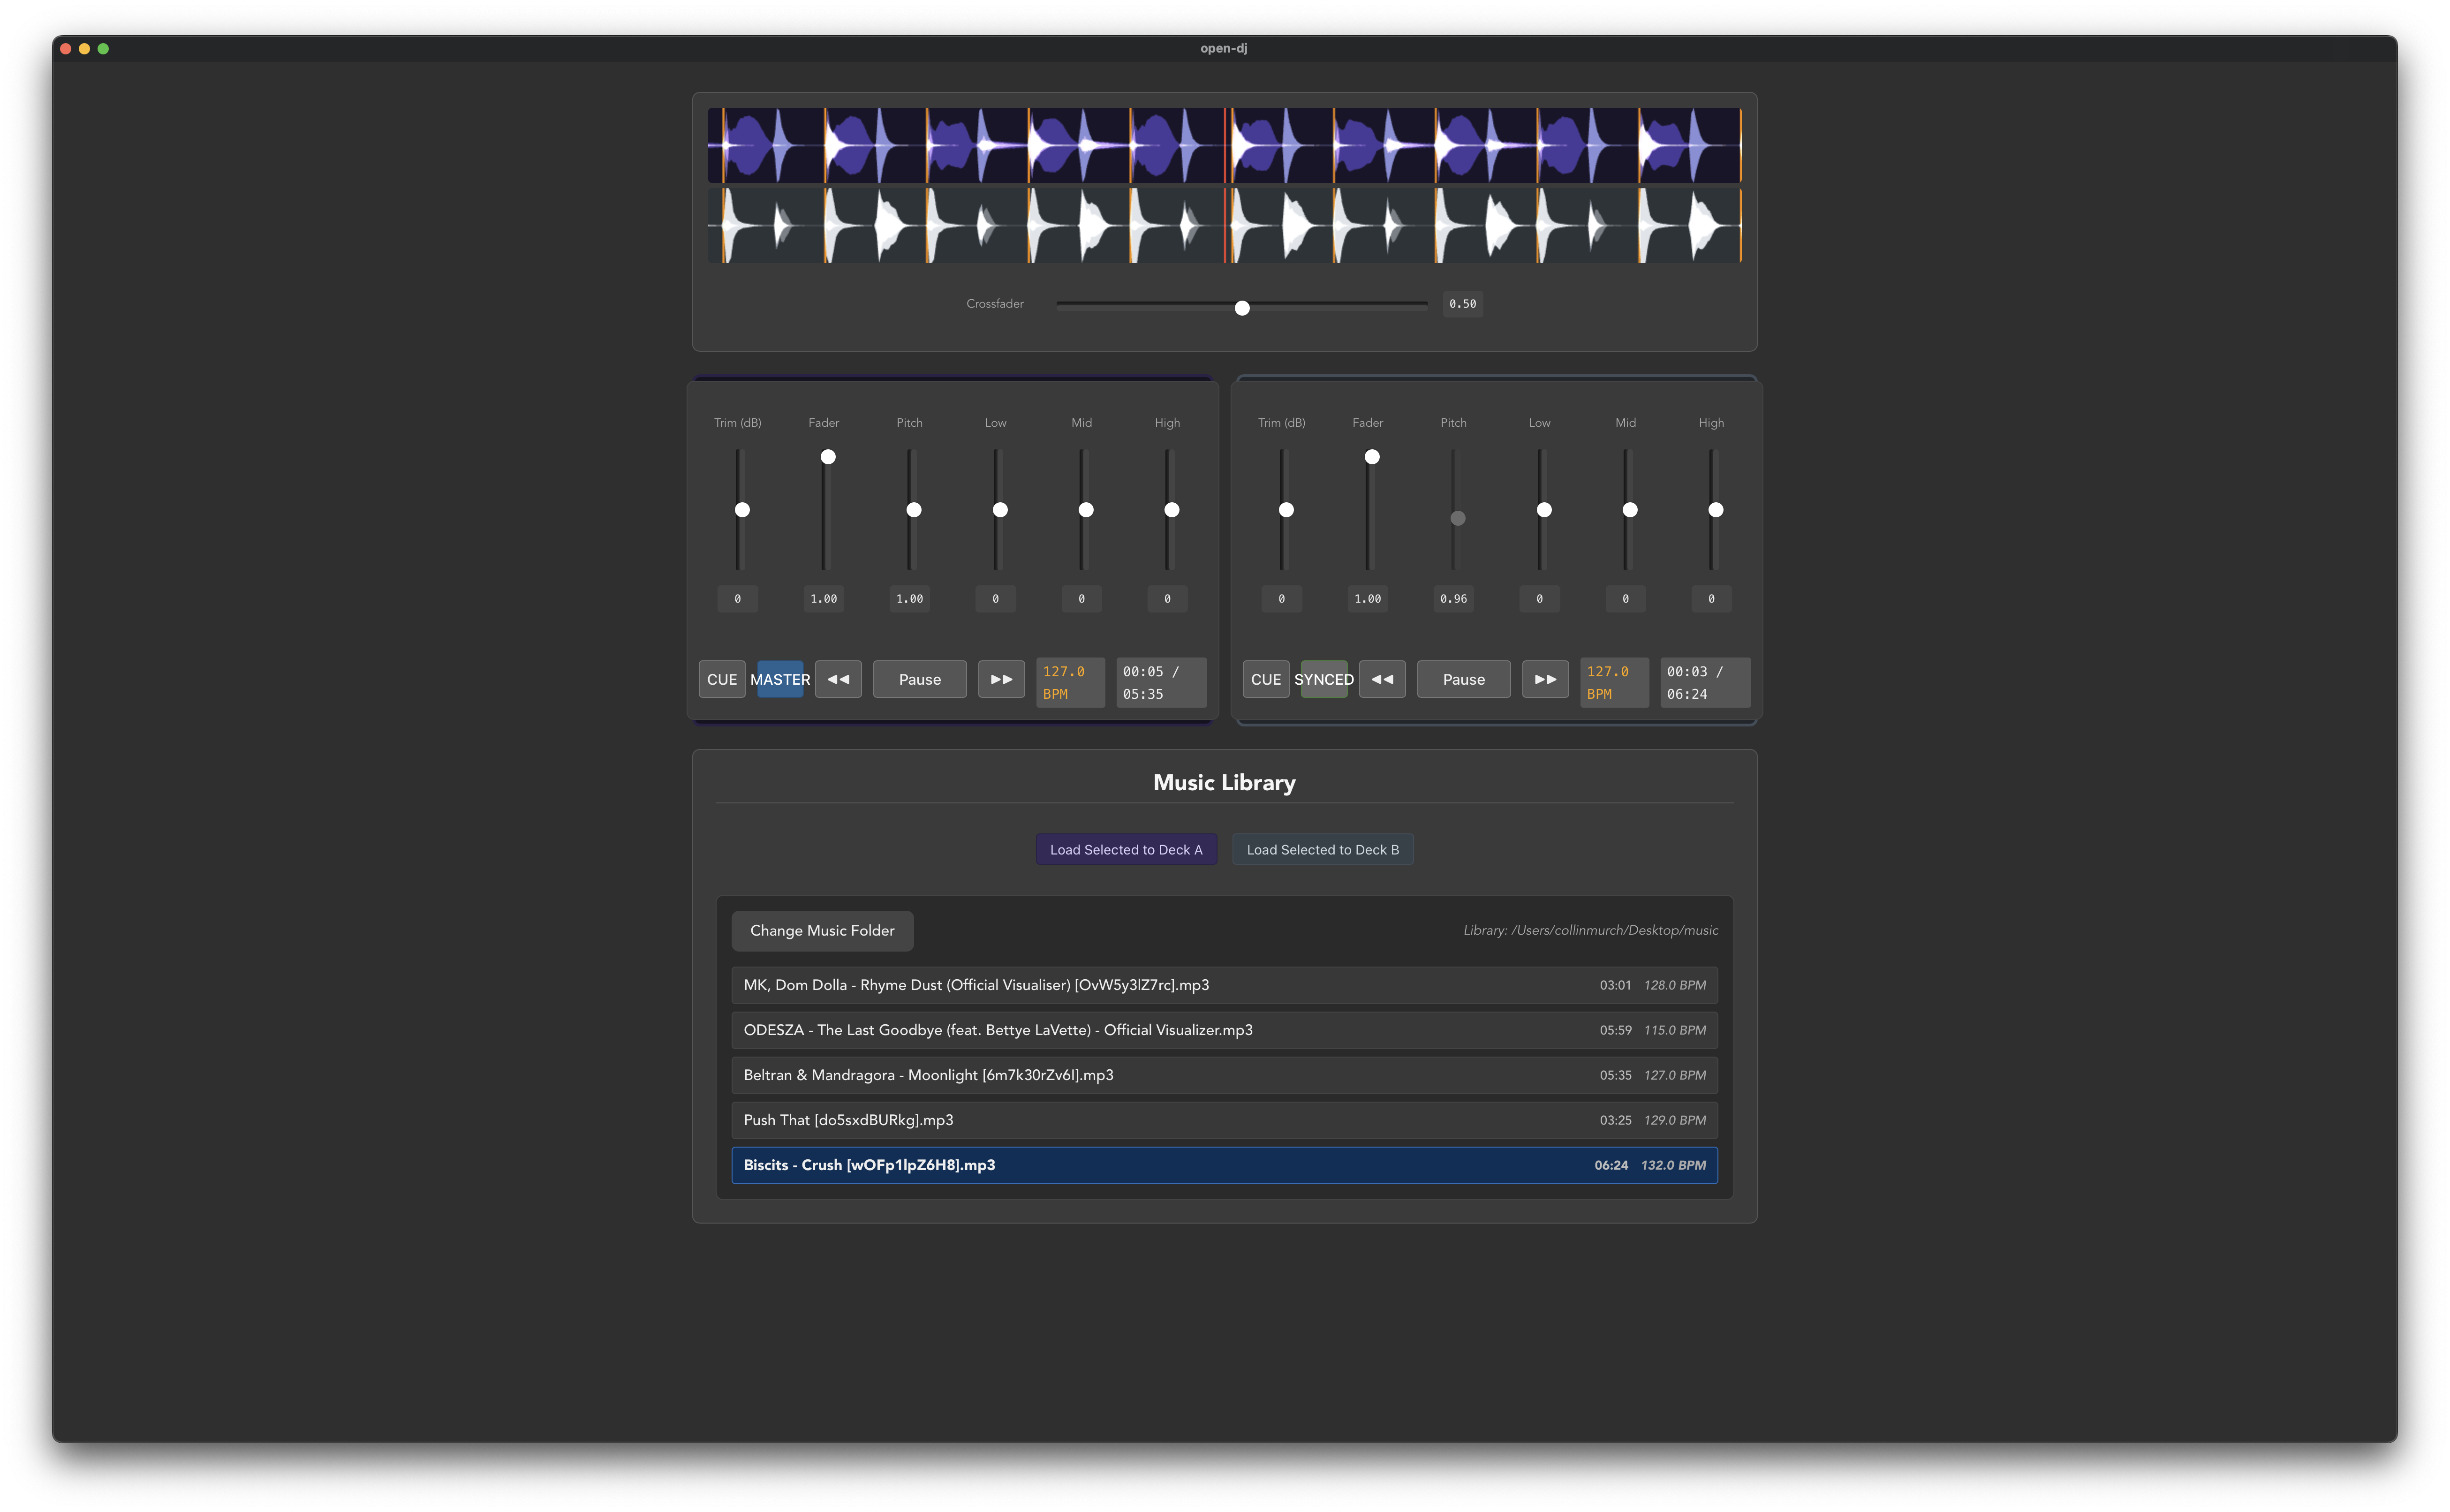 open-dj
Crossfader 0.50
Trim (dB) Fader Pitch Low Mid High
0 1.00 1.00 0 0 0
CUE MASTER ◀◀ Pause ▶▶ 127.0 BPM 00:05 / 05:35
Trim (dB) Fader Pitch Low Mid High
0 1.00 0.96 0 0 0
CUE SYNCED ◀◀ Pause ▶▶ 127.0 BPM 00:03 / 06:24
Music Library
Load Selected to Deck A Load Selected to Deck B
Change Music Folder Library: /Users/collinmurch/Desktop/music
MK, Dom Dolla - Rhyme Dust (Official Visualiser) [OvW5y3lZ7rc].mp3 03:01 128.0 BPM
ODESZA - The Last Goodbye (feat. Bettye LaVette) - Official Visualizer.mp3 05:59 115.0 BPM
Beltran & Mandragora - Moonlight [6m7k30rZv6I].mp3 05:35 127.0 BPM
Push That [do5sxdBURkg].mp3 03:25 129.0 BPM
Biscits - Crush [wOFp1lpZ6H8].mp3 06:24 132.0 BPM